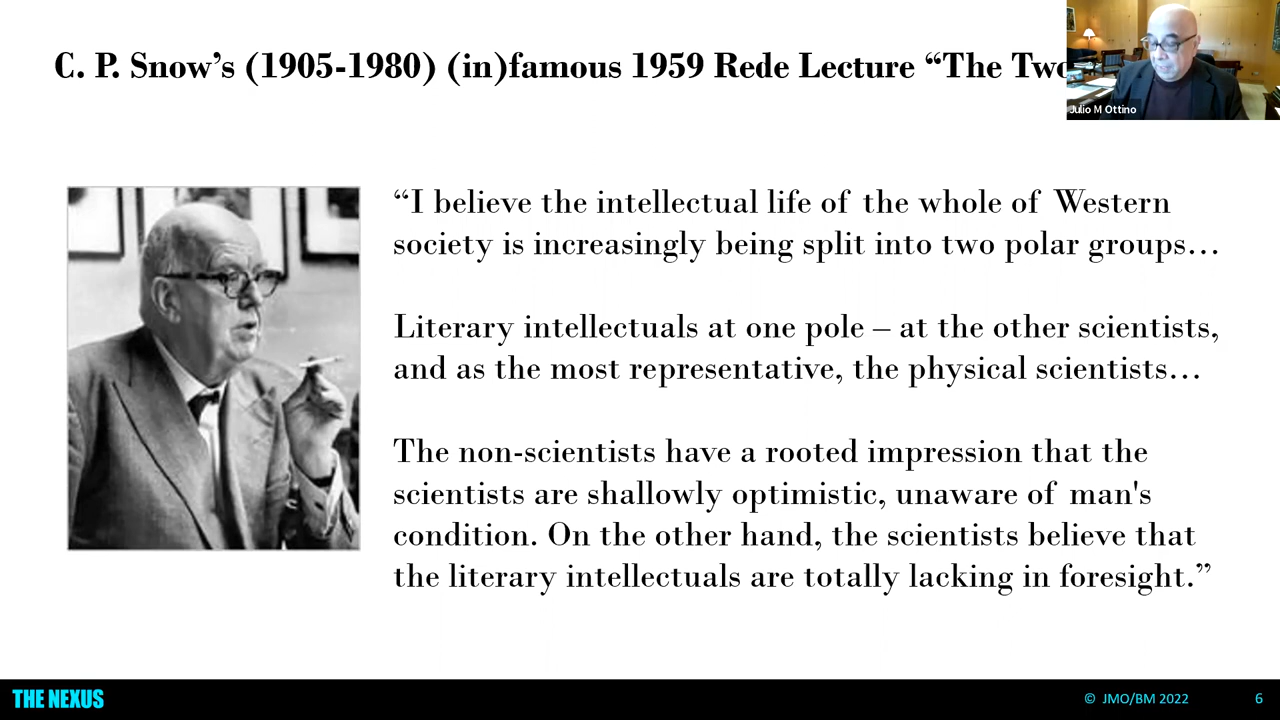 C. P. Snow’s (1905-1980) (in)famous 1959 Rede Lecture “The Two
Julio M Ottino
“I believe the intellectual life of the whole of Western
society is increasingly being split into two polar groups…
Literary intellectuals at one pole – at the other scientists,
and as the most representative, the physical scientists…
The non-scientists have a rooted impression that the
scientists are shallowly optimistic, unaware of man's
condition. On the other hand, the scientists believe that
the literary intellectuals are totally lacking in foresight.”
THE NEXUS
© JMO/BM 2022
6